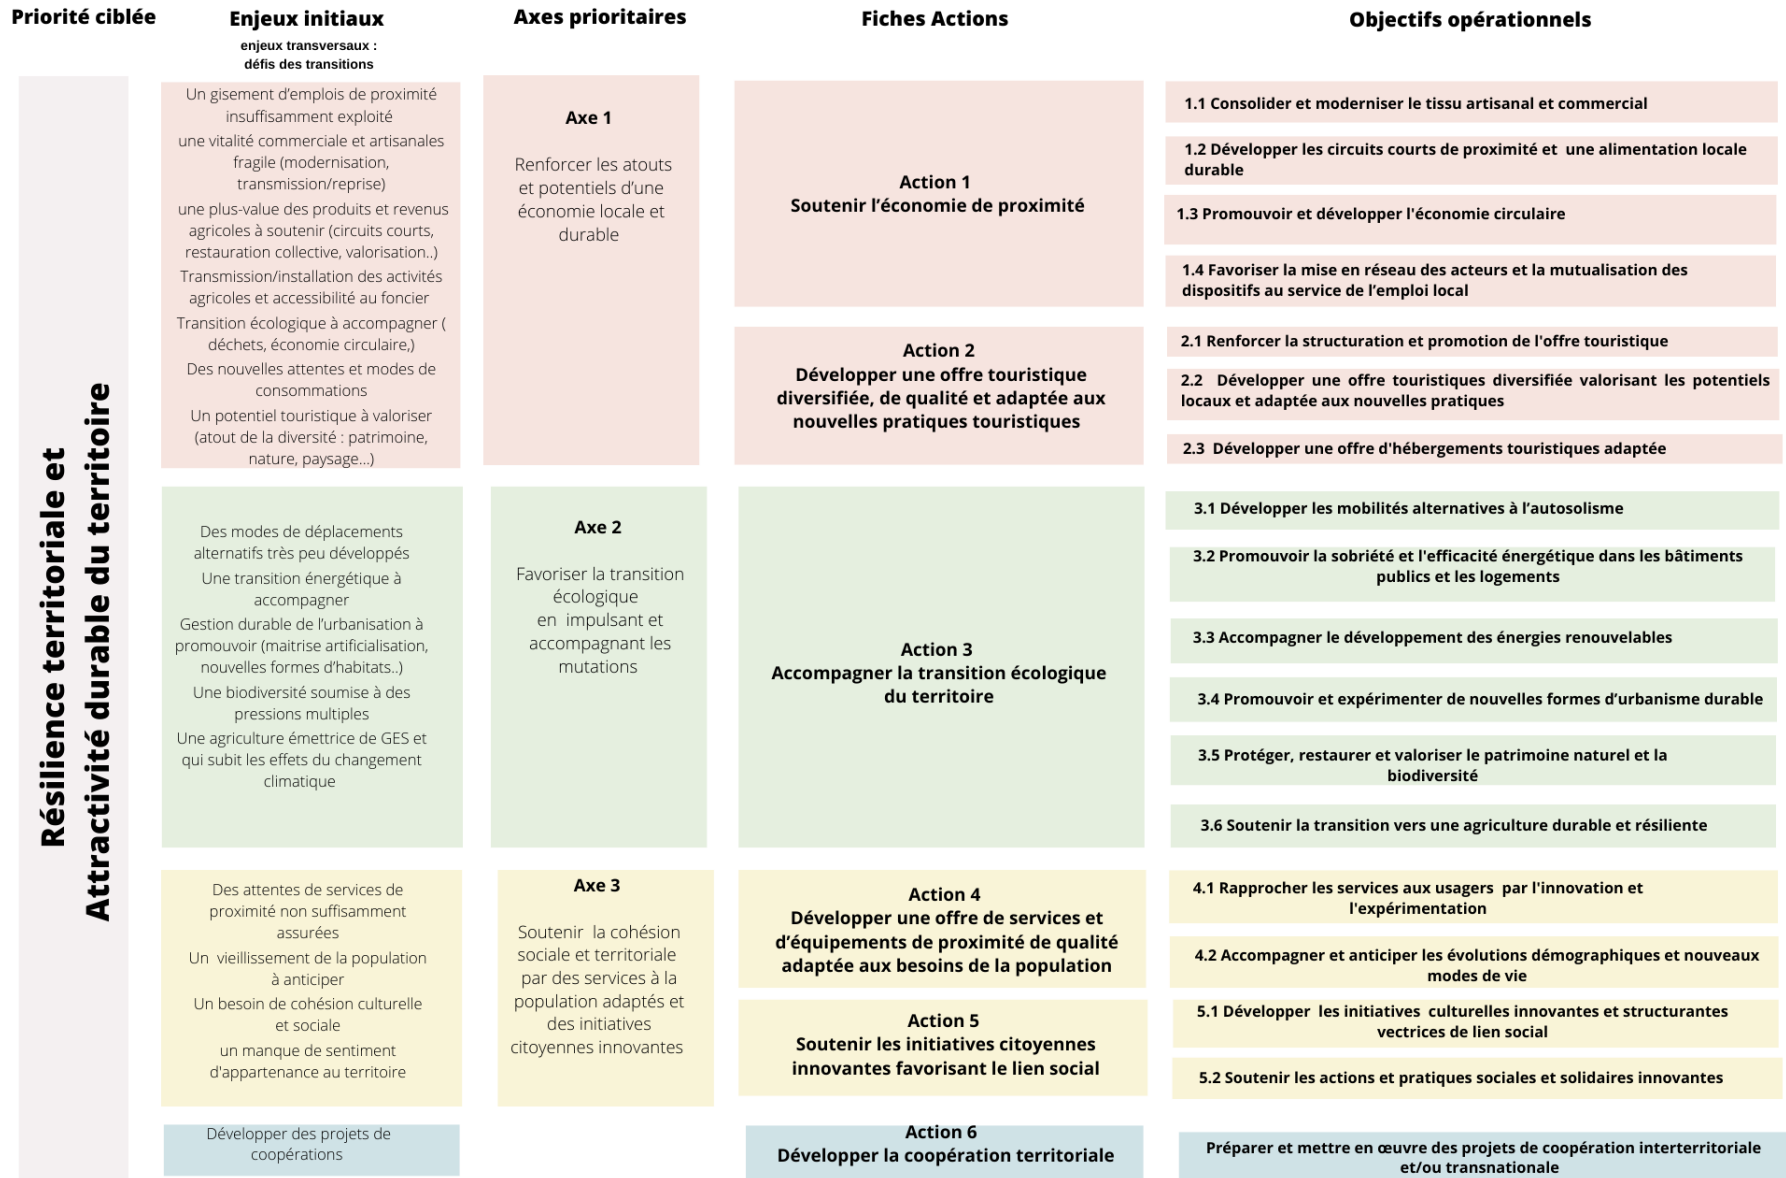 Priorité ciblée
Enjeux initiaux
enjeux transversaux :
défis des transitions
Axes prioritaires
Fiches Actions
Objectifs opérationnels
Résilience territoriale et
Attractivité durable du territoire
Un gisement d'emplois de proximité
insuffisamment exploité
une vitalité commerciale et artisanales
fragile (modernisation,
transmission/reprise)
une plus-value des produits et revenus
agricoles à soutenir (circuits courts,
restauration collective, valorisation..)
Transmission/installation des activités
agricoles et accessibilité au foncier
Transition écologique à accompagner (
déchets, économie circulaire,)
Des nouvelles attentes et modes de
consommations
Un potentiel touristique à valoriser
(atout de la diversité : patrimoine,
nature, paysage...)
Axe 1
Renforcer les atouts
et potentiels d'une
économie locale et
durable
Action 1
Soutenir l'économie de proximité
1.1 Consolider et moderniser le tissu artisanal et commercial
1.2 Développer les circuits courts de proximité et une alimentation locale
durable
1.3 Promouvoir et développer l'économie circulaire
1.4 Favoriser la mise en réseau des acteurs et la mutualisation des
dispositifs au service de l'emploi local
Action 2
Développer une offre touristique
diversifiée, de qualité et adaptée aux
nouvelles pratiques touristiques
2.1 Renforcer la structuration et promotion de l'offre touristique
2.2 Développer une offre touristiques diversifiée valorisant les potentiels
locaux et adaptée aux nouvelles pratiques
2.3 Développer une offre d'hébergements touristiques adaptée
Des modes de déplacements
alternatifs très peu développés
Une transition énergétique à
accompagner
Gestion durable de l'urbanisation à
promouvoir (maitrise artificialisation,
nouvelles formes d'habitats..)
Une biodiversité soumise à des
pressions multiples
Une agriculture émettrice de GES et
qui subit les effets du changement
climatique
Axe 2
Favoriser la transition
écologique
en impulsant et
accompagnant les
mutations
Action 3
Accompagner la transition écologique
du territoire
3.1 Développer les mobilités alternatives à l'autosolisme
3.2 Promouvoir la sobriété et l'efficacité énergétique dans les bâtiments
publics et les logements
3.3 Accompagner le développement des énergies renouvelables
3.4 Promouvoir et expérimenter de nouvelles formes d'urbanisme durable
3.5 Protéger, restaurer et valoriser le patrimoine naturel et la
biodiversité
3.6 Soutenir la transition vers une agriculture durable et résiliente
Des attentes de services de
proximité non suffisamment
assurées
Un vieillissement de la population
à anticiper
Un besoin de cohésion culturelle
et sociale
un manque de sentiment
d'appartenance au territoire
Axe 3
Soutenir la cohésion
sociale et territoriale
par des services à la
population adaptés et
des initiatives
citoyennes innovantes
Action 4
Développer une offre de services et
d'équipements de proximité de qualité
adaptée aux besoins de la population
4.1 Rapprocher les services aux usagers par l'innovation et
l'expérimentation
4.2 Accompagner et anticiper les évolutions démographiques et nouveaux
modes de vie
Action 5
Soutenir les initiatives citoyennes
innovantes favorisant le lien social
5.1 Développer les initiatives culturelles innovantes et structurantes
vectrices de lien social
5.2 Soutenir les actions et pratiques sociales et solidaires innovantes
Développer des projets de
coopérations
Action 6
Développer la coopération territoriale
Préparer et mettre en œuvre des projets de coopération interterritoriale
et/ou transnationale